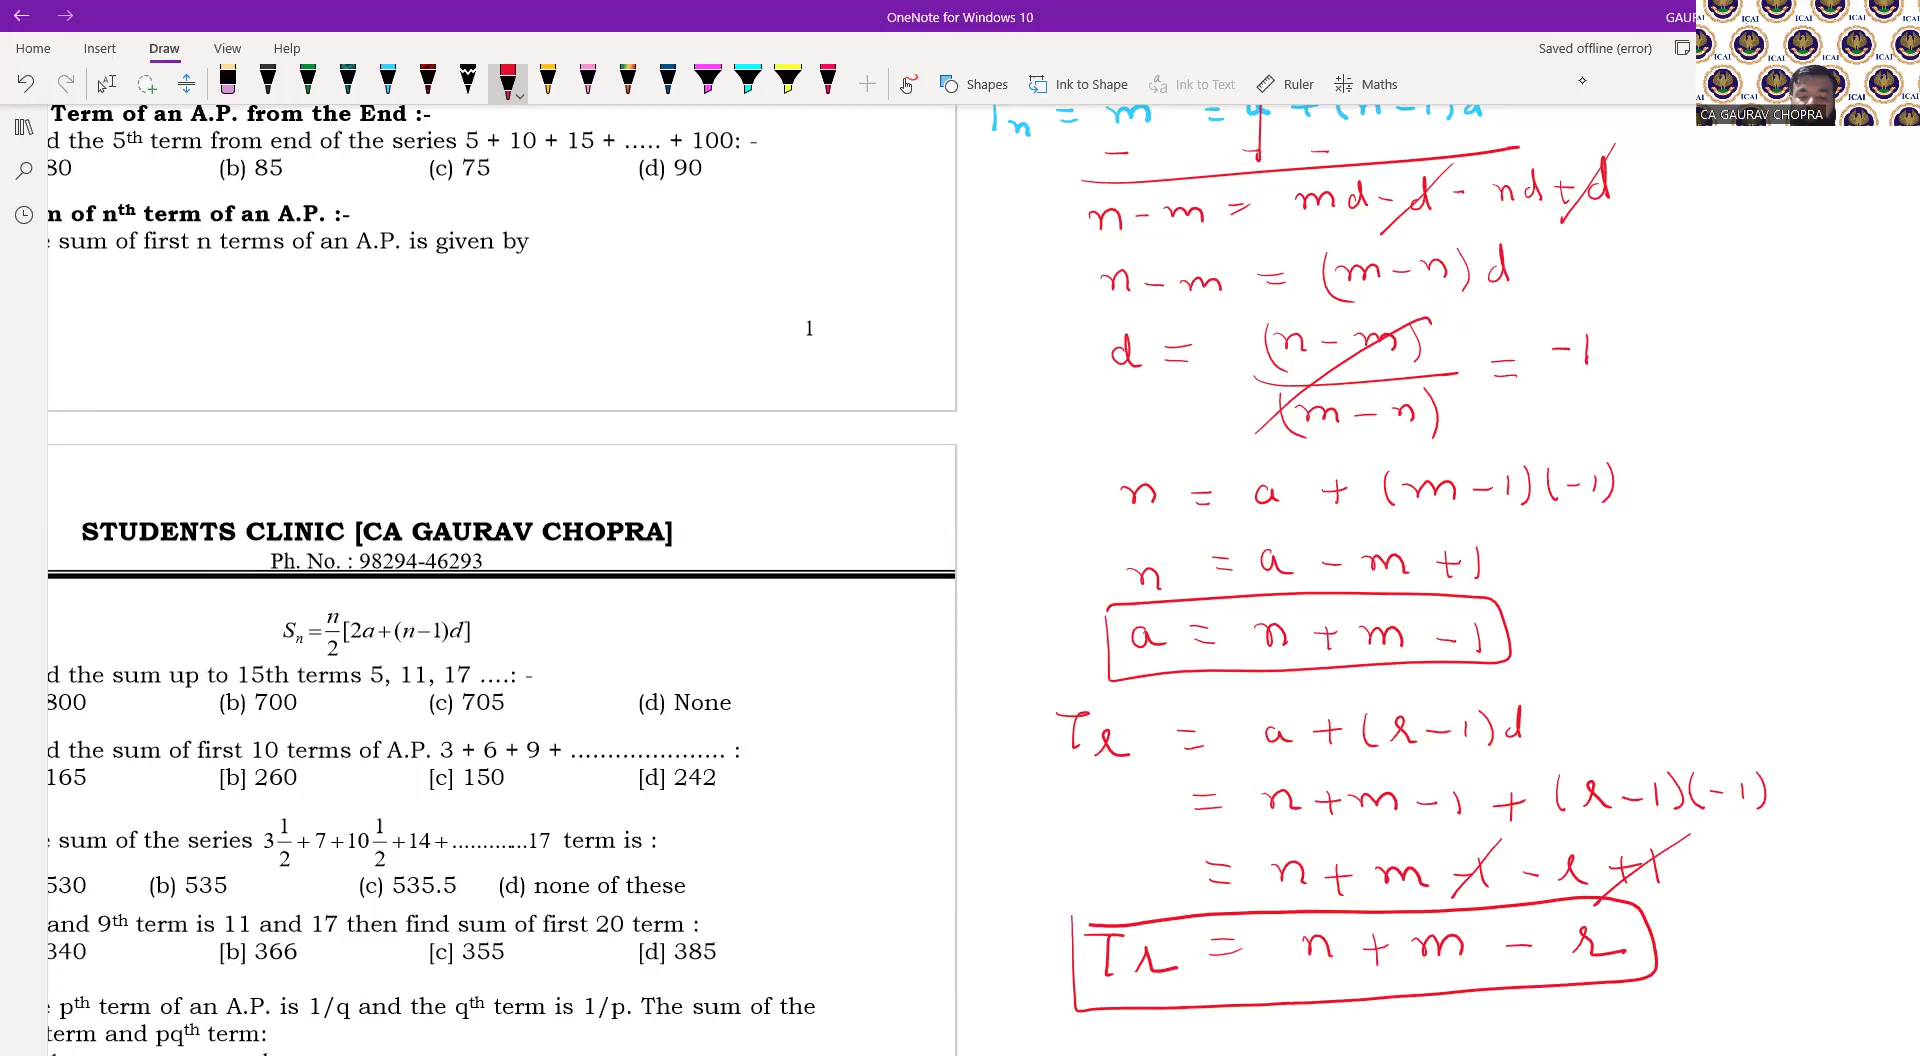 OneNote for Windows 10
Home Insert Draw View Help
Saved offline (error)
Shapes Ink to Shape Ink to Text Ruler Maths
CA GAURAV CHOPRA
Term of an A.P. from the End :-
d the 5th term from end of the series 5 + 10 + 15 + ..... + 100: -
80 (b) 85 (c) 75 (d) 90
m of nth term of an A.P. :-
sum of first n terms of an A.P. is given by
1
STUDENTS CLINIC [CA GAURAV CHOPRA]
Ph. No. : 98294-46293
Sn = n/2 [2a+(n−1)d]
d the sum up to 15th terms 5, 11, 17 ....: -
800 (b) 700 (c) 705 (d) None
d the sum of first 10 terms of A.P. 3 + 6 + 9 + ..................... :
165 [b] 260 [c] 150 [d] 242
sum of the series 3 1/2 + 7 + 10 1/2 + 14 + .............17 term is :
530 (b) 535 (c) 535.5 (d) none of these
and 9th term is 11 and 17 then find sum of first 20 term :
340 [b] 366 [c] 355 [d] 385
pth term of an A.P. is 1/q and the qth term is 1/p. The sum of the
term and pqth term:
Tn = m = a + (n-1)d
n - m = md - d - nd + d
n - m = (m - n) d
d = (n - m) / (m - n) = -1
n = a + (m - 1)(-1)
n = a - m + 1
a = n + m - 1
Tr = a + (r - 1)d
= n + m - 1 + (r - 1)(-1)
= n + m - 1 - r + 1
Tr = n + m - r